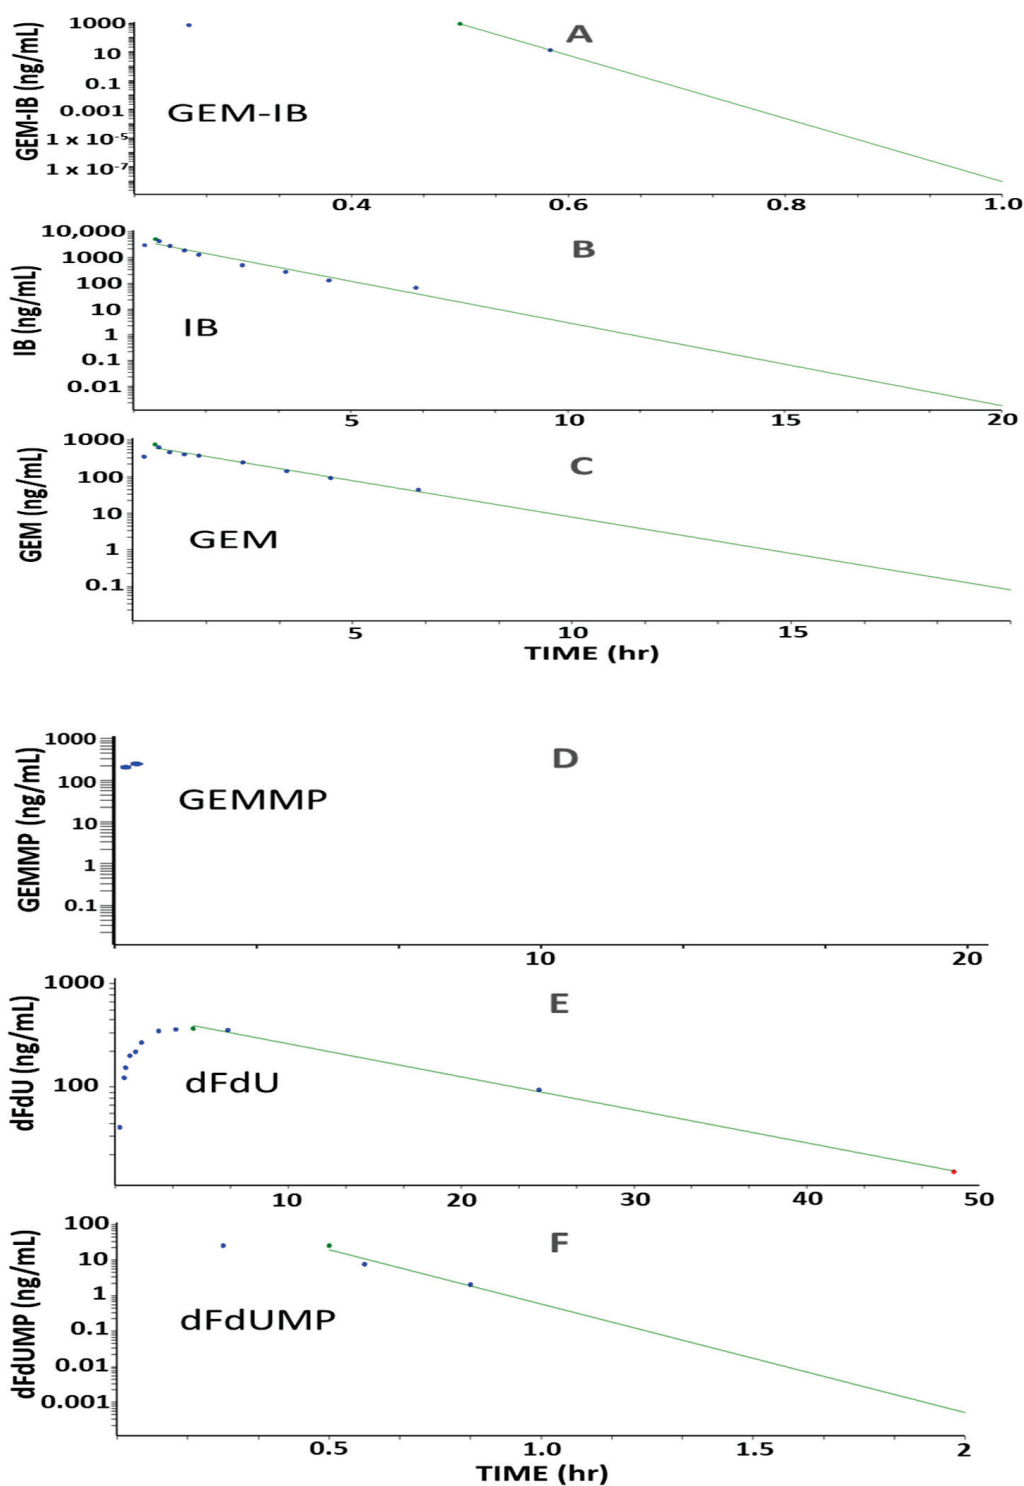 A
GEM-IB (ng/mL)
1000
10
0.1
0.001
1 x 10-5
1 x 10-7
GEM-IB
0.4 0.6 0.8 1.0
B
IB (ng/mL)
10,000
1000
100
10
1
0.1
0.01
IB
5 10 15 20
C
GEM (ng/mL)
1000
100
10
1
0.1
GEM
5 10 15
TIME (hr)
D
GEMMP (ng/mL)
1000
100
10
1
0.1
GEMMP
10 20
E
dFdU (ng/mL)
1000
100
dFdU
10 20 30 40 50
F
dFdUMP (ng/mL)
100
10
1
0.1
0.01
0.001
dFdUMP
0.5 1.0 1.5 2
TIME (hr)